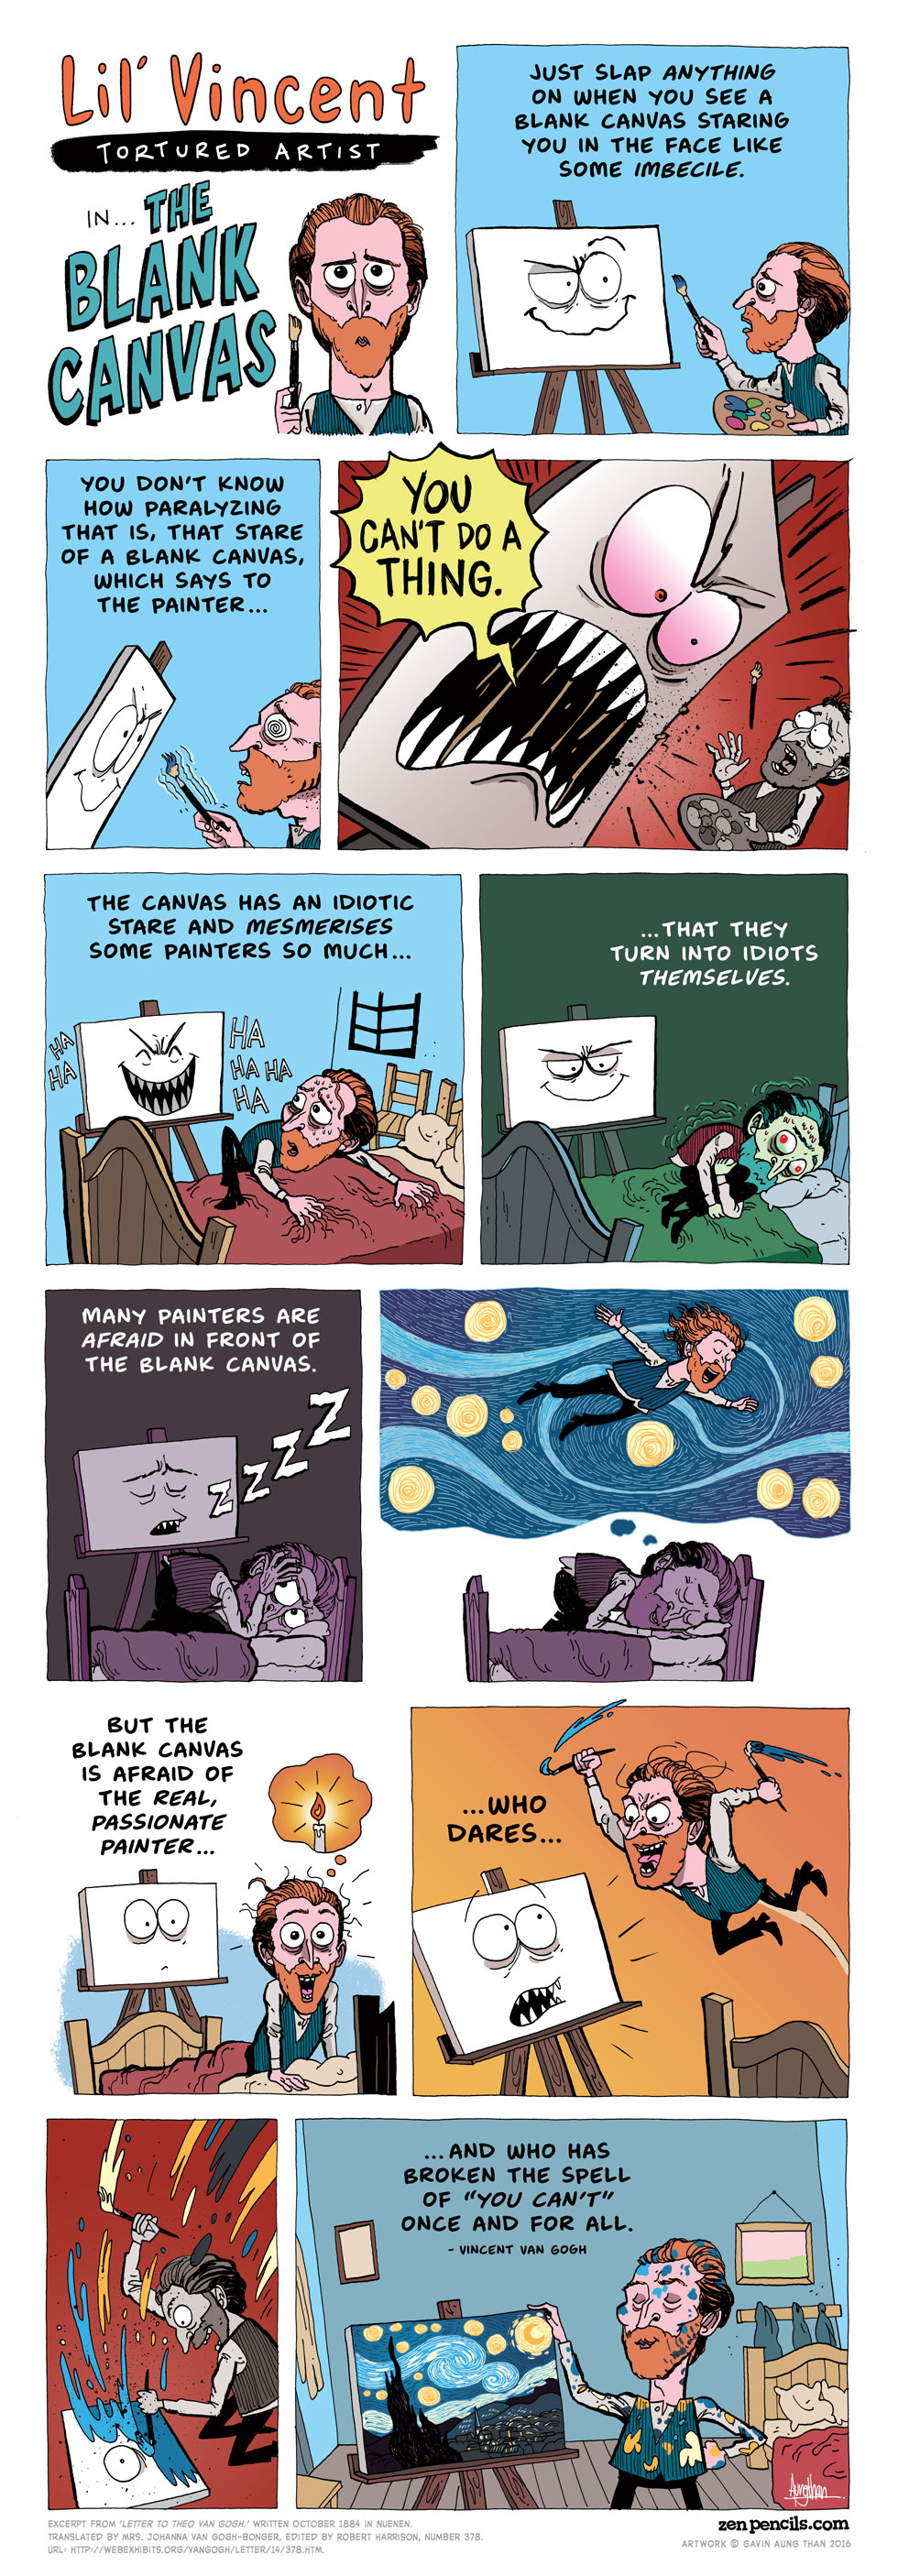 Lil' Vincent
TORTURED ARTIST
IN... THE
BLANK
CANVAS
JUST SLAP ANYTHING
ON WHEN YOU SEE A
BLANK CANVAS STARING
YOU IN THE FACE LIKE
SOME IMBECILE.
YOU DON'T KNOW
HOW PARALYZING
THAT IS, THAT STARE
OF A BLANK CANVAS,
WHICH SAYS TO
THE PAINTER...
YOU
CAN'T DO A
THING.
THE CANVAS HAS AN IDIOTIC
STARE AND MESMERISES
SOME PAINTERS SO MUCH...
HA
HA
HA
HA HA
HA
...THAT THEY
TURN INTO IDIOTS
THEMSELVES.
MANY PAINTERS ARE
AFRAID IN FRONT OF
THE BLANK CANVAS.
ZZZZ
BUT THE
BLANK CANVAS
IS AFRAID OF
THE REAL,
PASSIONATE
PAINTER...
...WHO
DARES...
...AND WHO HAS
BROKEN THE SPELL
OF "YOU CAN'T"
ONCE AND FOR ALL.
- VINCENT VAN GOGH
Aungthan
EXCERPT FROM 'LETTER TO THEO VAN GOGH.' WRITTEN OCTOBER 1884 IN NUENEN.
TRANSLATED BY MRS. JOHANNA VAN GOGH-BONGER, EDITED BY ROBERT HARRISON, NUMBER 378.
URL: HTTP://WEBEXHIBITS.ORG/VANGOGH/LETTER/14/378.HTM.
zenpencils.com
ARTWORK © GAVIN AUNG THAN 2016